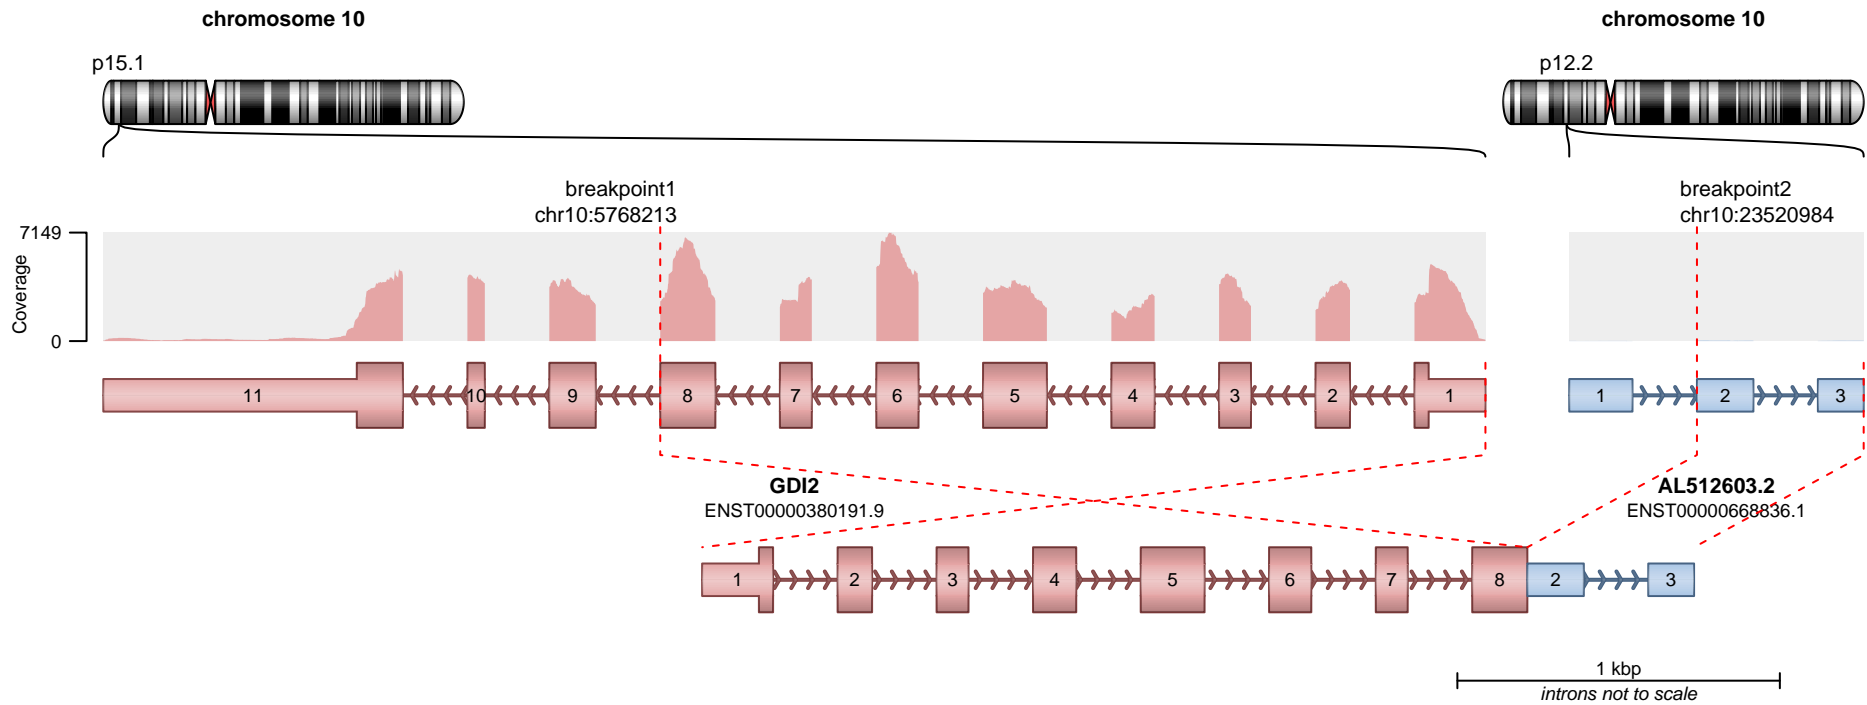 chromosome 10
chromosome 10
p15.1
p12.2
breakpoint1
chr10:5768213
breakpoint2
chr10:23520984
7149
Coverage
0
11
10
9
8
7
6
5
4
3
2
1
1
2
3
GDI2
ENST00000380191.9
AL512603.2
ENST00000668836.1
1
2
3
4
5
6
7
8
2
3
1 kbp
introns not to scale